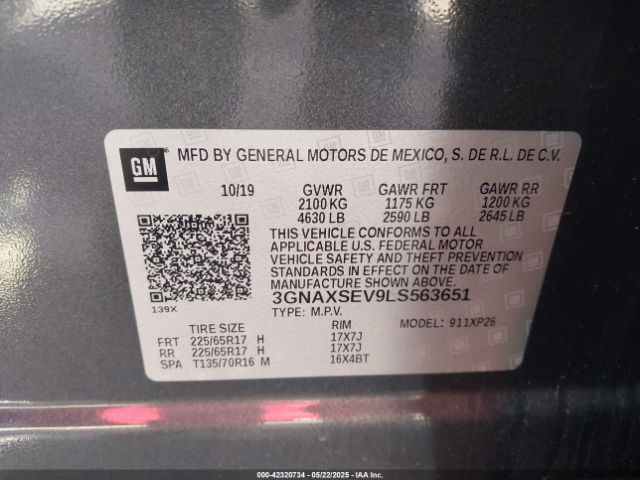 GM MFD BY GENERAL MOTORS DE MEXICO, S. DE R.L. DE C.V.
10/19 GVWR GAWR FRT GAWR RR
2100 KG 1175 KG 1200 KG
4630 LB 2590 LB 2645 LB
THIS VEHICLE CONFORMS TO ALL
APPLICABLE U.S. FEDERAL MOTOR
VEHICLE SAFETY AND THEFT PREVENTION
STANDARDS IN EFFECT ON THE DATE OF
MANUFACTURE SHOWN ABOVE.
3GNAXSEV9LS563651
139X TYPE: M.P.V. MODEL: 911XP26
TIRE SIZE RIM
FRT 225/65R17 H 17X7J
RR 225/65R17 H 17X7J
SPA T135/70R16 M 16X4BT
000-42320734 - 05/22/2025 - IAAI, Inc.